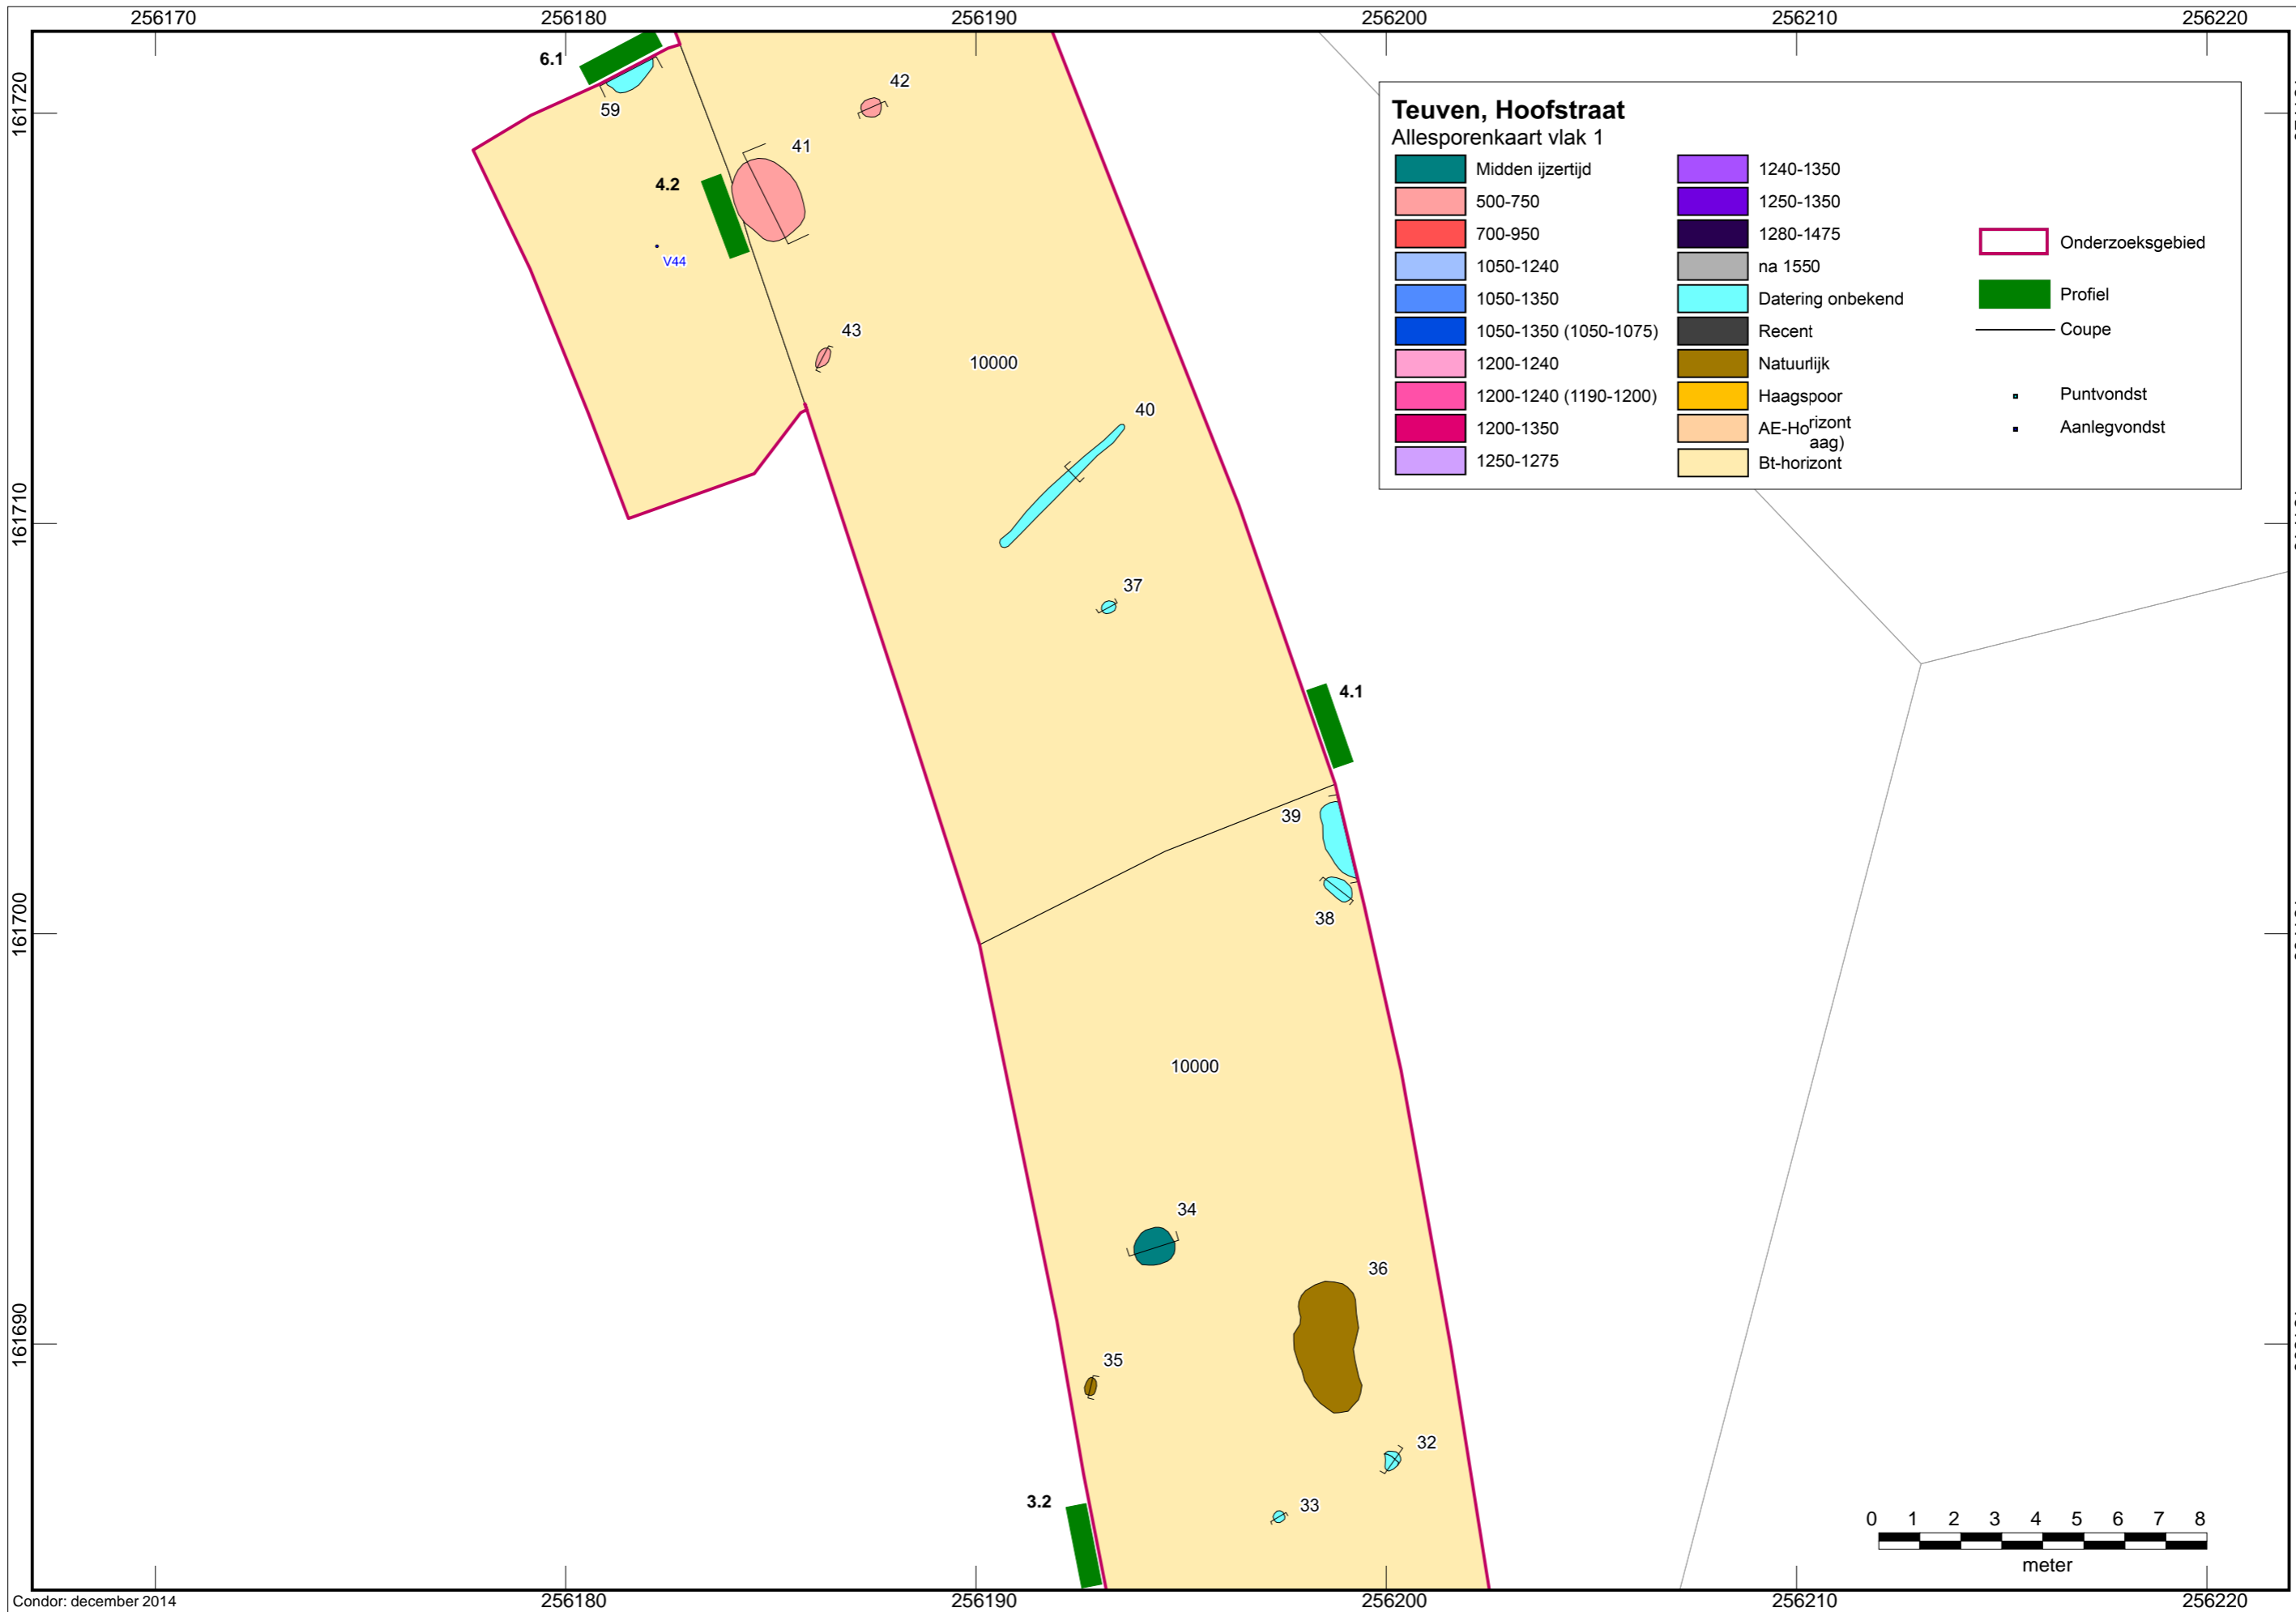 256170 256180 256190 256200 256210 256220
161720
161710
161700
161690
6.1
59
42
41
4.2
V44
43
10000
40
37
4.1
39
38
10000
34
36
35
32
3.2
33
Teuven, Hoofstraat
Allesporenkaart vlak 1
Midden ijzertijd
500-750
700-950
1050-1240
1050-1350
1050-1350 (1050-1075)
1200-1240
1200-1240 (1190-1200)
1200-1350
1250-1275
1240-1350
1250-1350
1280-1475
na 1550
Datering onbekend
Recent
Natuurlijk
Haagspoor
AE-Horizont
aag)
Bt-horizont
Onderzoeksgebied
Profiel
Coupe
Puntvondst
Aanlegvondst
0 1 2 3 4 5 6 7 8
meter
Condor: december 2014
256180 256190 256200 256210 256220